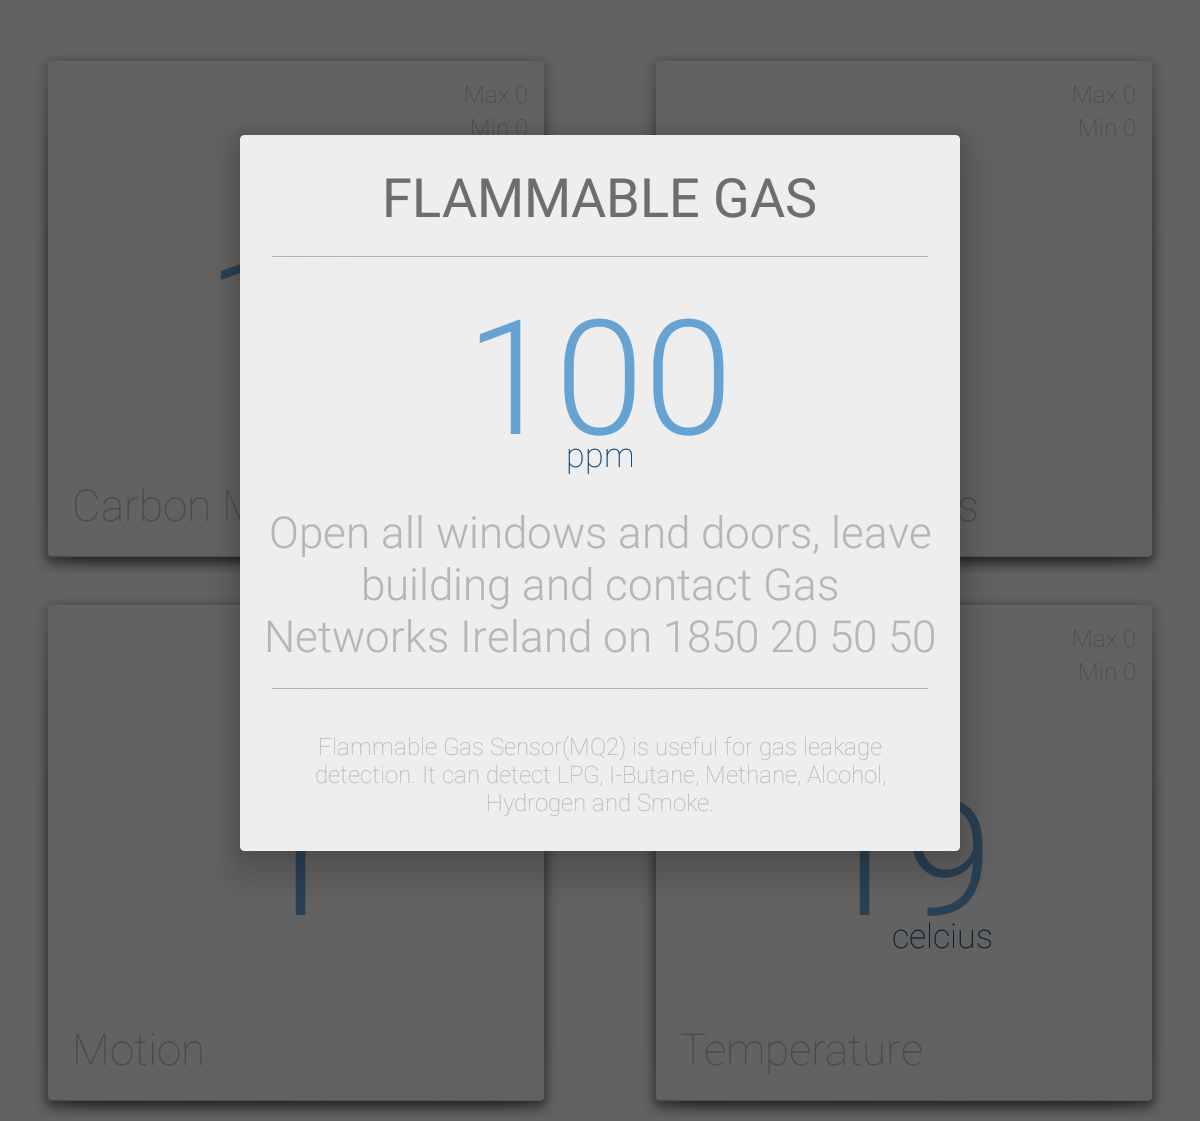 Max 0
Min 0
Max 0
Min 0
FLAMMABLE GAS
100
ppm
Open all windows and doors, leave
building and contact Gas
Networks Ireland on 1850 20 50 50
Flammable Gas Sensor(MQ2) is useful for gas leakage
detection. It can detect LPG, I-Butane, Methane, Alcohol,
Hydrogen and Smoke.
Carbon
Max 0
Min 0
1
19
celcius
Motion
Temperature